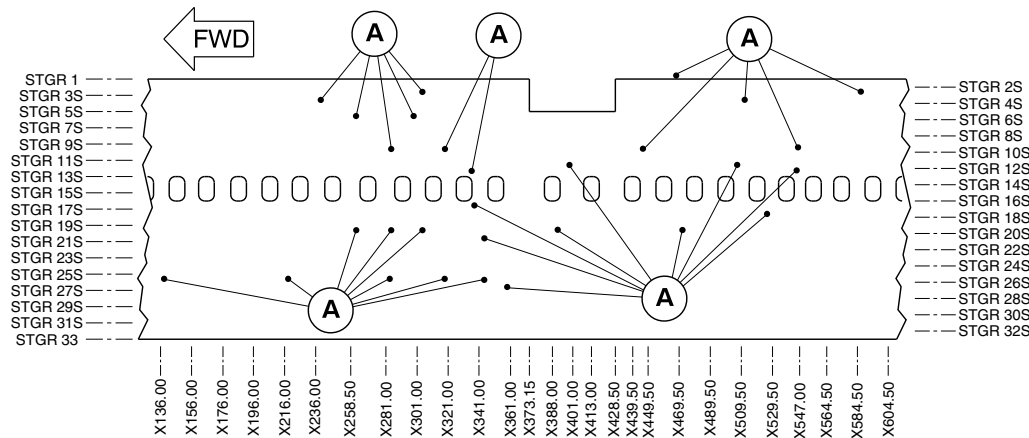 FWD
A
A
A
STGR 1
STGR 3S
STGR 5S
STGR 7S
STGR 9S
STGR 11S
STGR 13S
STGR 15S
STGR 17S
STGR 19S
STGR 21S
STGR 23S
STGR 25S
STGR 27S
STGR 29S
STGR 31S
STGR 33
STGR 2S
STGR 4S
STGR 6S
STGR 8S
STGR 10S
STGR 12S
STGR 14S
STGR 16S
STGR 18S
STGR 20S
STGR 22S
STGR 24S
STGR 26S
STGR 28S
STGR 30S
STGR 32S
A
A
X136.00
X156.00
X176.00
X196.00
X216.00
X236.00
X258.50
X281.00
X301.00
X321.00
X341.00
X361.00
X373.15
X388.00
X401.00
X413.00
X428.50
X439.50
X449.50
X469.50
X489.50
X509.50
X529.50
X547.00
X564.50
X584.50
X604.50